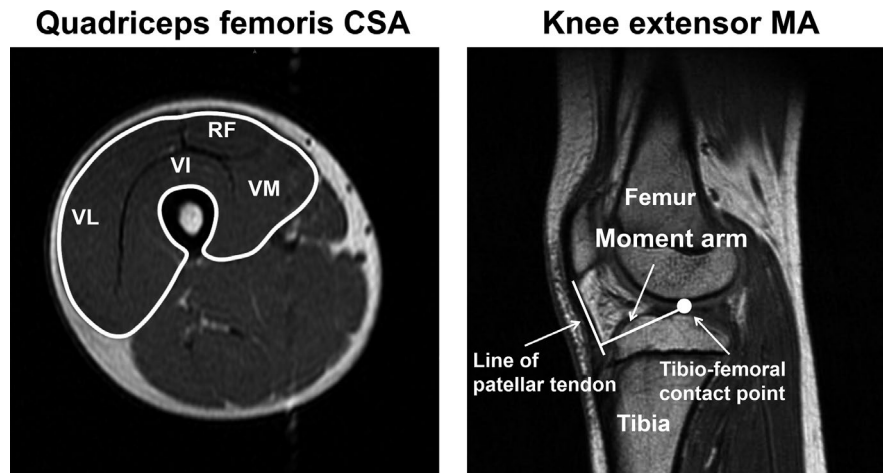 Quadriceps femoris CSA
RF
VI
VM
VL
Knee extensor MA
Femur
Moment arm
Line of
patellar tendon
Tibio-femoral
contact point
Tibia